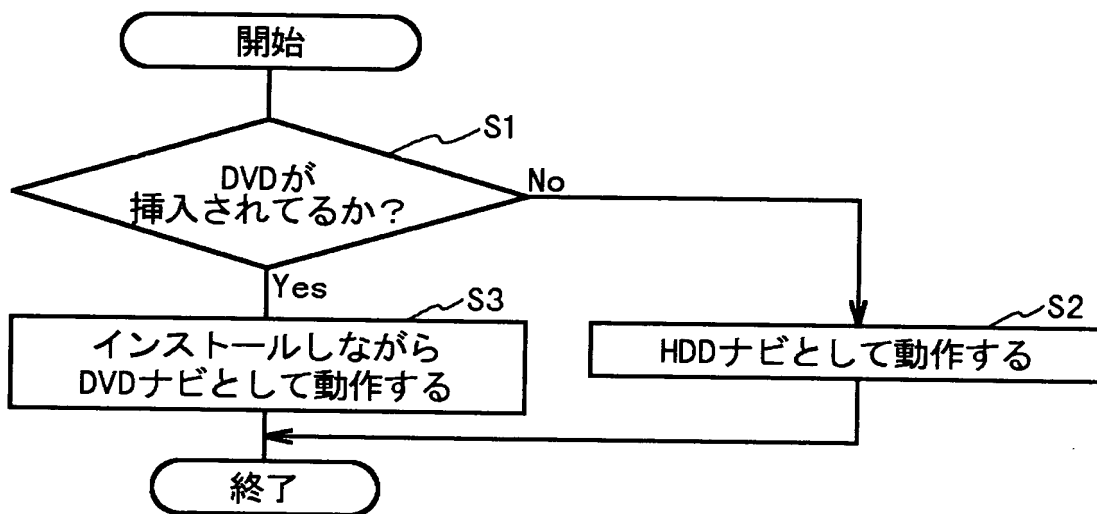 開始
S1
DVDが
挿入されてるか？
No
Yes
S3
インストールしながら
DVDナビとして動作する
S2
HDDナビとして動作する
終了